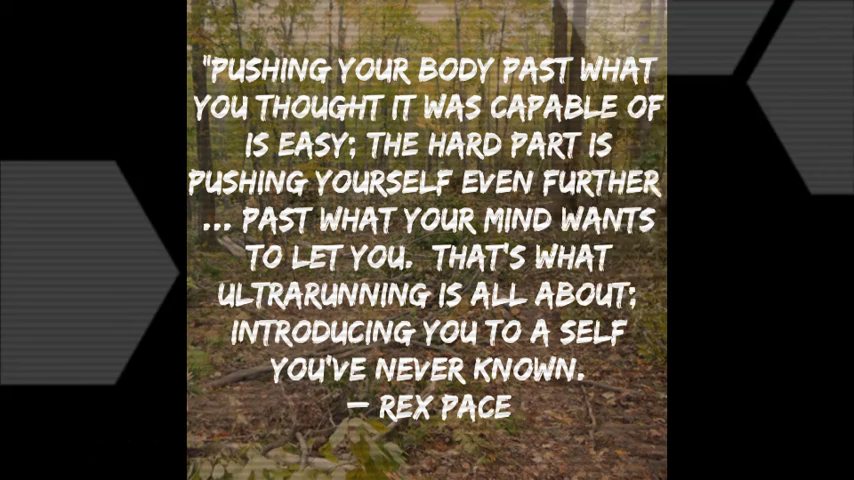 "PUSHING YOUR BODY PAST WHAT
YOU THOUGHT IT WAS CAPABLE OF
IS EASY; THE HARD PART IS
PUSHING YOURSELF EVEN FURTHER
... PAST WHAT YOUR MIND WANTS
TO LET YOU. THAT'S WHAT
ULTRARUNNING IS ALL ABOUT;
INTRODUCING YOU TO A SELF
YOU'VE NEVER KNOWN.
— REX PACE